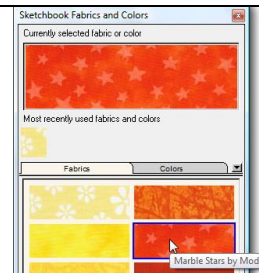 Sketchbook Fabrics and Colors
Currently selected fabric or color
Most recently used fabrics and colors
Fabrics
Colors
Marble Stars by Mod